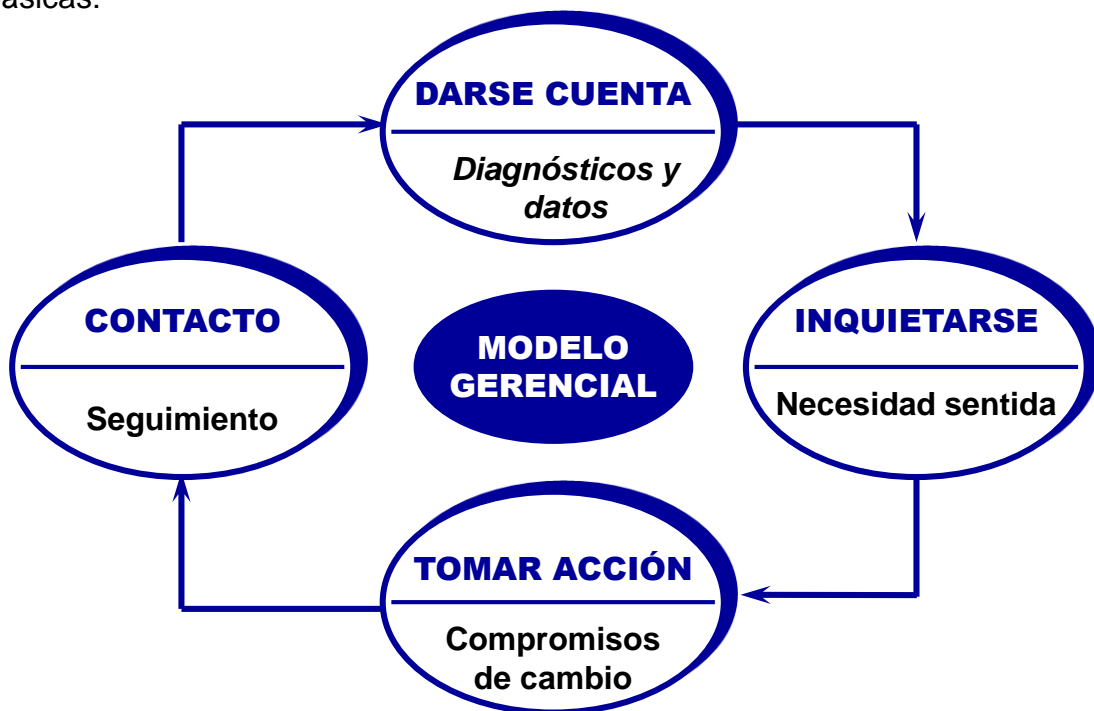 DARSE CUENTA
Diagnósticos y
datos
INQUIETARSE
Necesidad sentida
TOMAR ACCIÓN
Compromisos
de cambio
CONTACTO
Seguimiento
MODELO
GERENCIAL